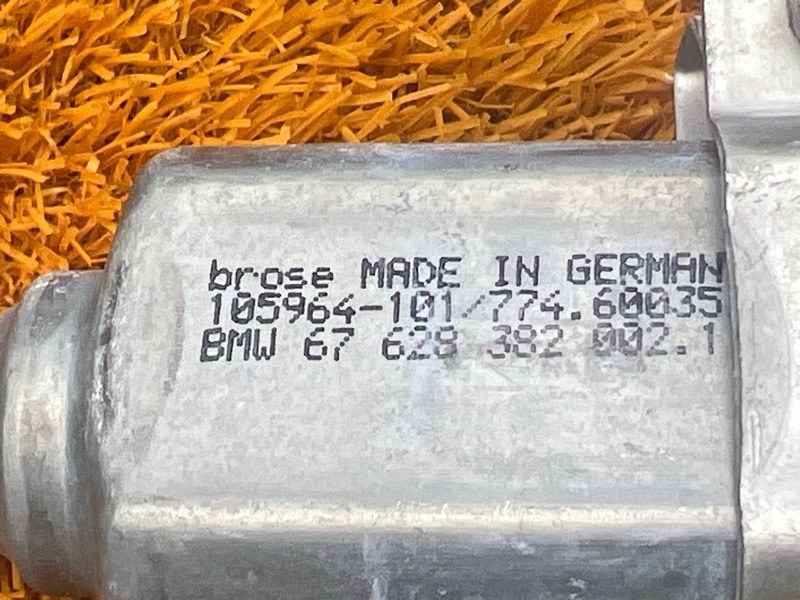 brose MADE IN GERMAN
105964-101/774.60035
BMW 67 628 382 002.1